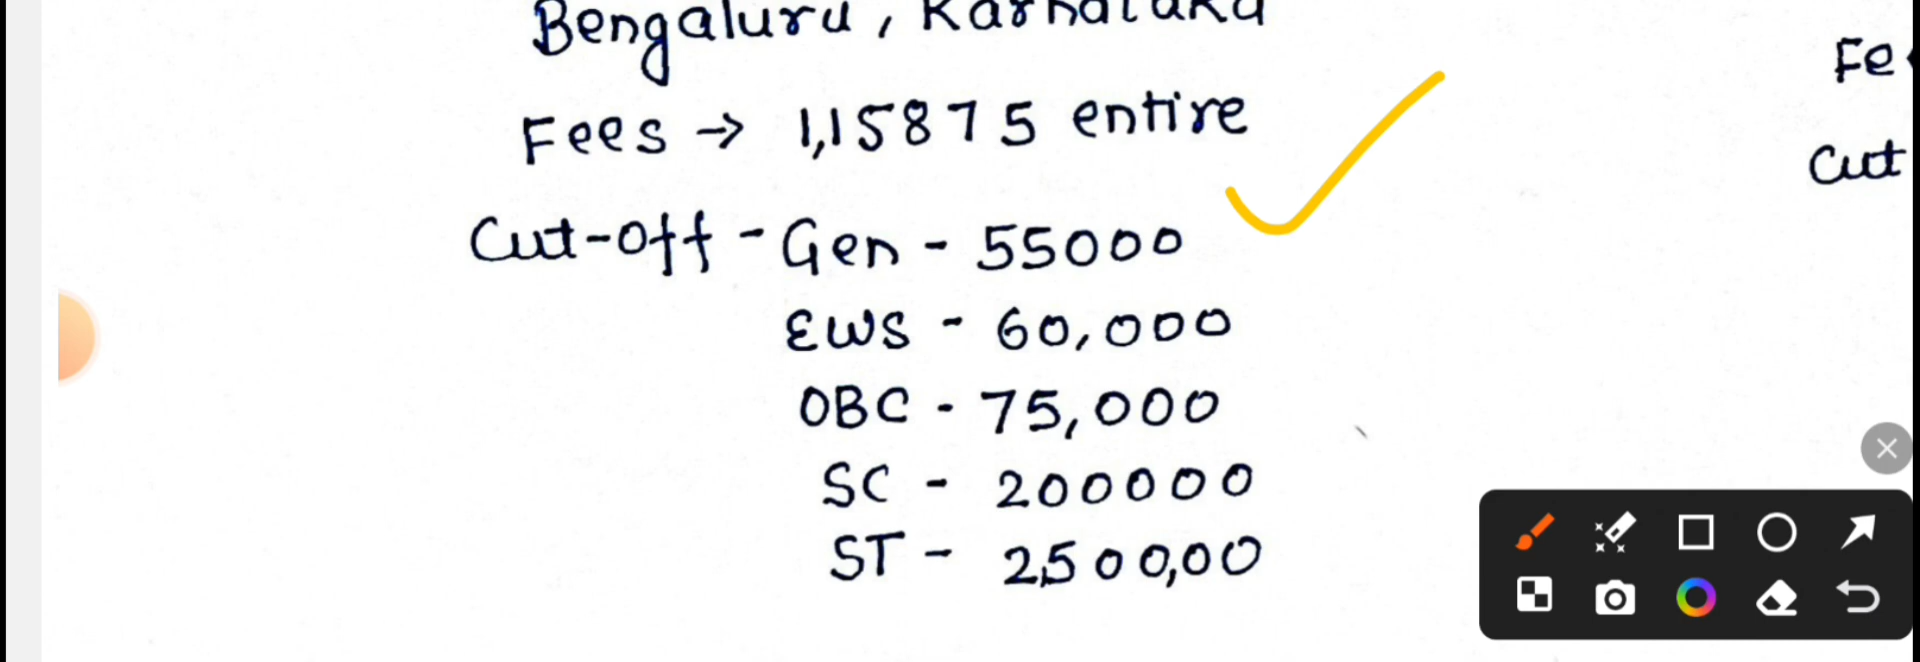 Bengaluru, Karnataka
Fees → 1,15875 entire
Cut-off - Gen - 55000
EWS - 60,000
OBC - 75,000
SC - 200000
ST - 2,500,00
Fe
Cut